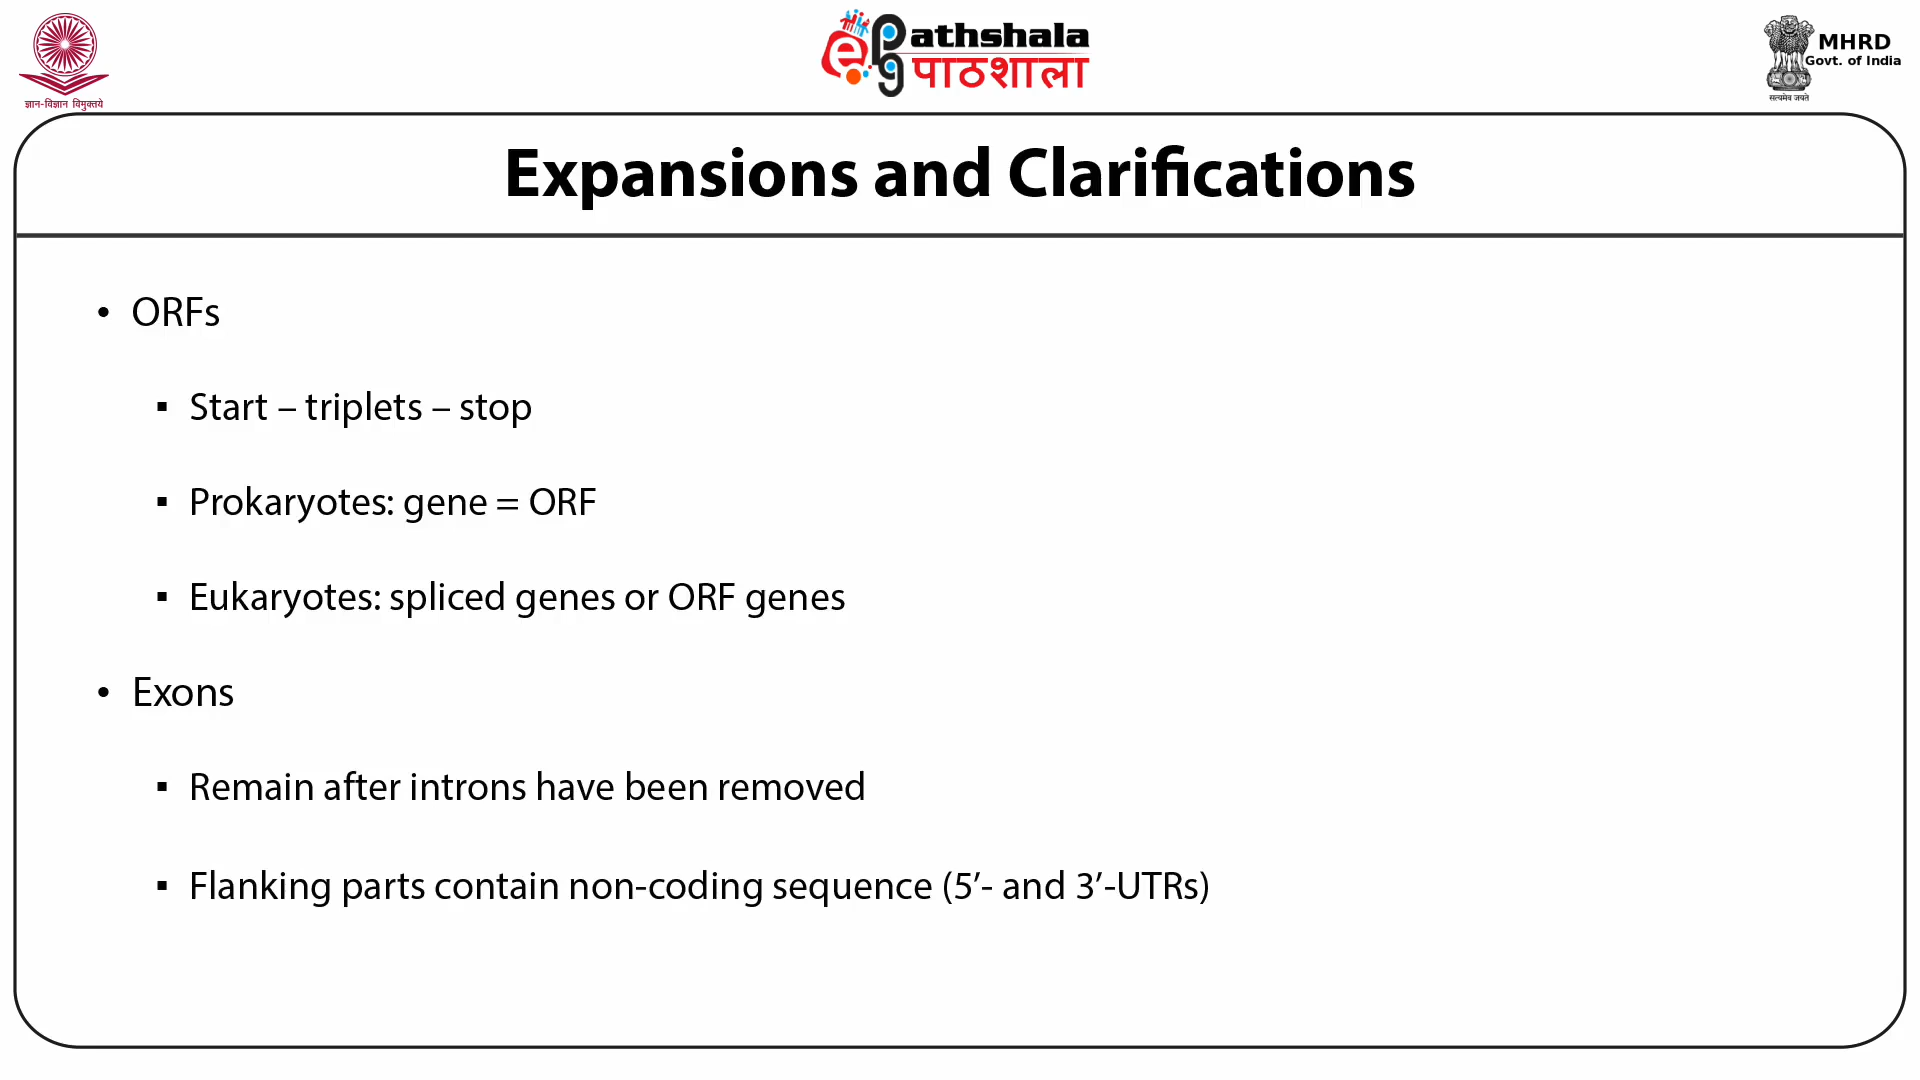 ज्ञान-विज्ञान विमुक्तये
ePathshala
पाठशाला
MHRD
Govt. of India
सत्यमेव जयते
Expansions and Clarifications
• ORFs
▪ Start – triplets – stop
▪ Prokaryotes: gene = ORF
▪ Eukaryotes: spliced genes or ORF genes
• Exons
▪ Remain after introns have been removed
▪ Flanking parts contain non-coding sequence (5’- and 3’-UTRs)